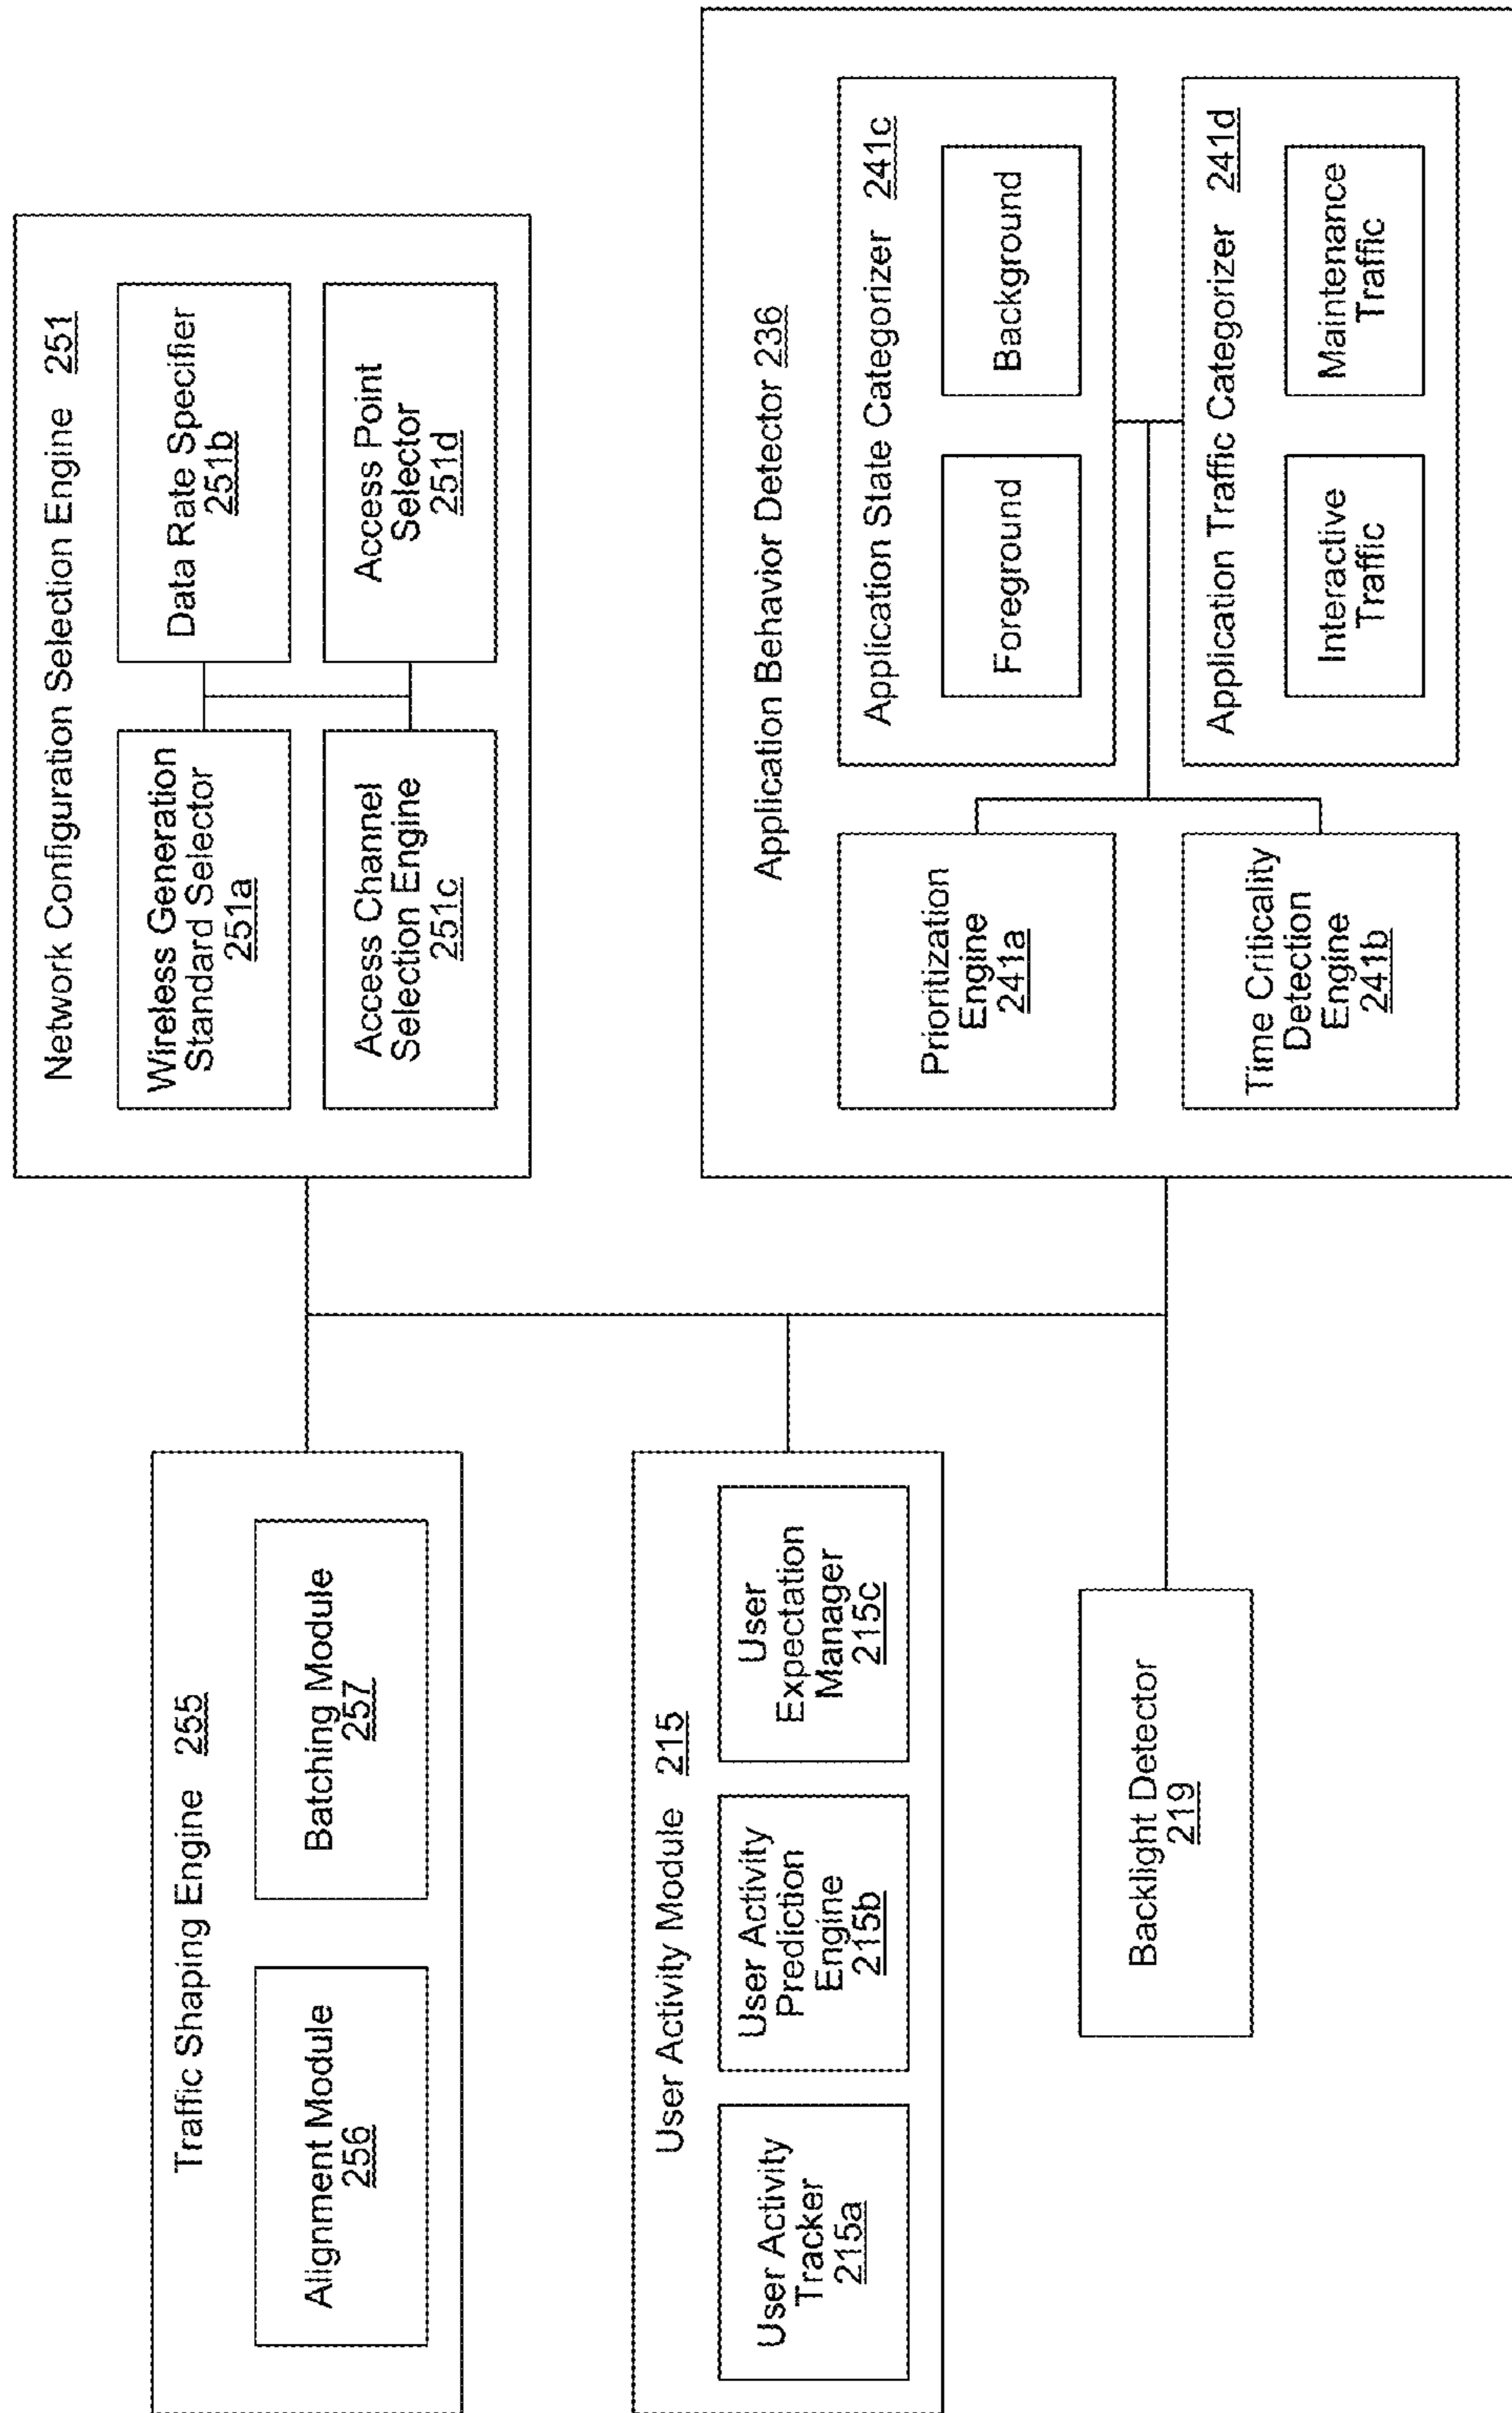 Traffic Shaping Engine 255
Alignment Module
256
Batching Module
257
User Activity Module 215
User Activity
Tracker
215a
User Activity
Prediction
Engine
215b
User
Expectation
Manager
215c
Backlight Detector
219
Network Configuration Selection Engine 251
Wireless Generation
Standard Selector
251a
Data Rate Specifier
251b
Access Channel
Selection Engine
251c
Access Point
Selector
251d
Application Behavior Detector 236
Prioritization
Engine
241a
Application State Categorizer 241c
Foreground
Background
Time Criticality
Detection
Engine
241b
Application Traffic Categorizer 241d
Interactive
Traffic
Maintenance
Traffic